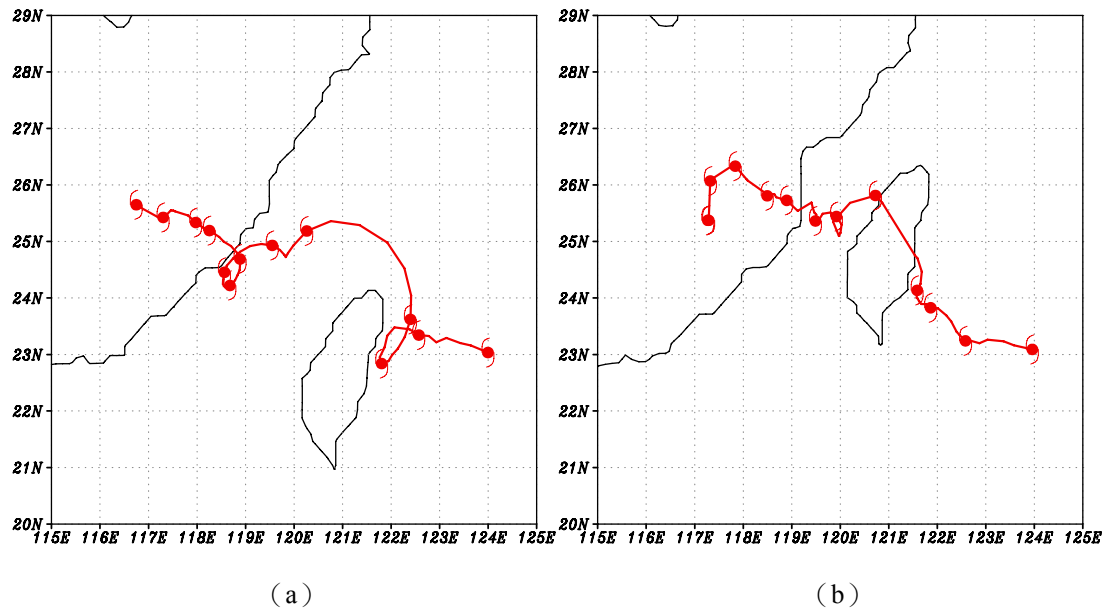 29N 29N
28N 28N
27N 27N
26N 26N
25N 25N
24N 24N
23N 23N
22N 22N
21N 21N
20N 20N
115E 116E 117E 118E 119E 120E 121E 122E 123E 124E 125E 115E 116E 117E 118E 119E 120E 121E 122E 123E 124E 125E
（a） （b）